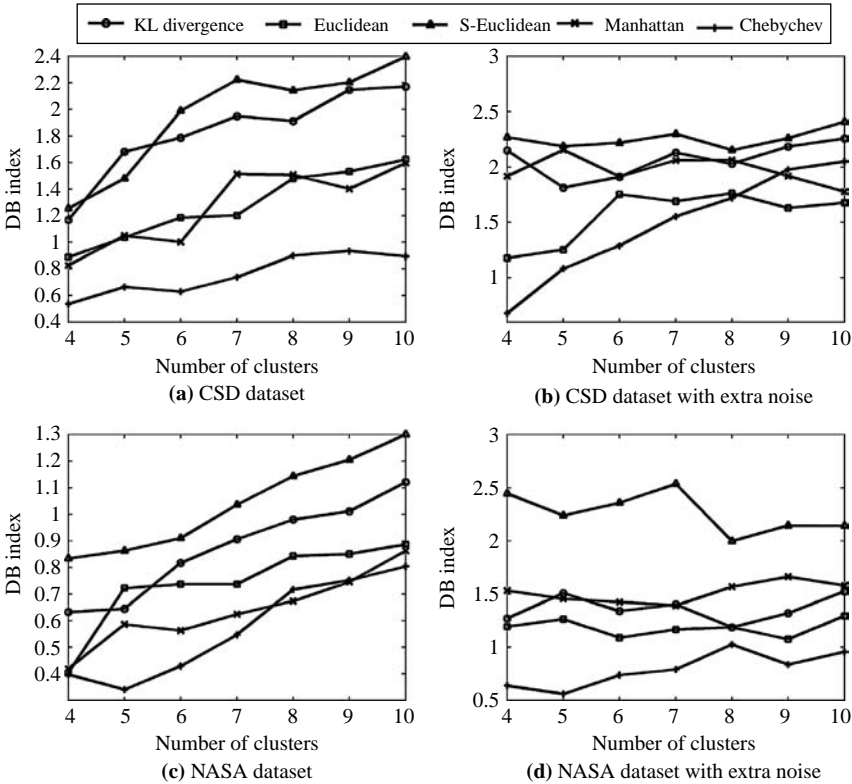 KL divergence Euclidean S-Euclidean Manhattan Chebychev
2.4
2.2
2
1.8
1.6
1.4
1.2
1
0.8
0.6
0.4
DB index
4 5 6 7 8 9 10
Number of clusters
(a) CSD dataset
3
2.5
2
1.5
1
DB index
4 5 6 7 8 9 10
Number of clusters
(b) CSD dataset with extra noise
1.3
1.2
1.1
1
0.9
0.8
0.7
0.6
0.5
0.4
DB index
4 5 6 7 8 9 10
Number of clusters
(c) NASA dataset
3
2.5
2
1.5
1
0.5
DB index
4 5 6 7 8 9 10
Number of clusters
(d) NASA dataset with extra noise